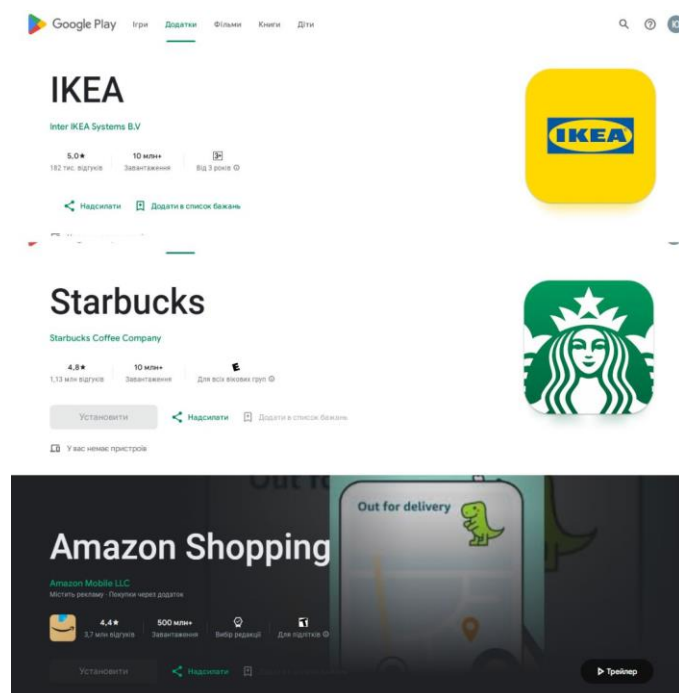 Google Play Ігри Додатки Фільми Книги Діти
IKEA
Inter IKEA Systems B.V
IKEA
5,0★ 10 млн+ 3+
182 тис. відгуків Завантаження Від 3 років
Надсилати Додати в список бажань
Starbucks
Starbucks Coffee Company
4,8★ 10 млн+ E
1,13 млн відгуків Завантаження Для всіх вікових груп
Установити Надсилати Додати в список бажань
У вас немає пристроїв
Out for delivery
Amazon Shopping
Amazon Mobile LLC
Містить рекламу · Покупки через додаток
4,4★ 500 млн+ T
3,7 млн відгуків Завантаження Вибір редакції Для підлітків
Установити Надсилати
Трейлер